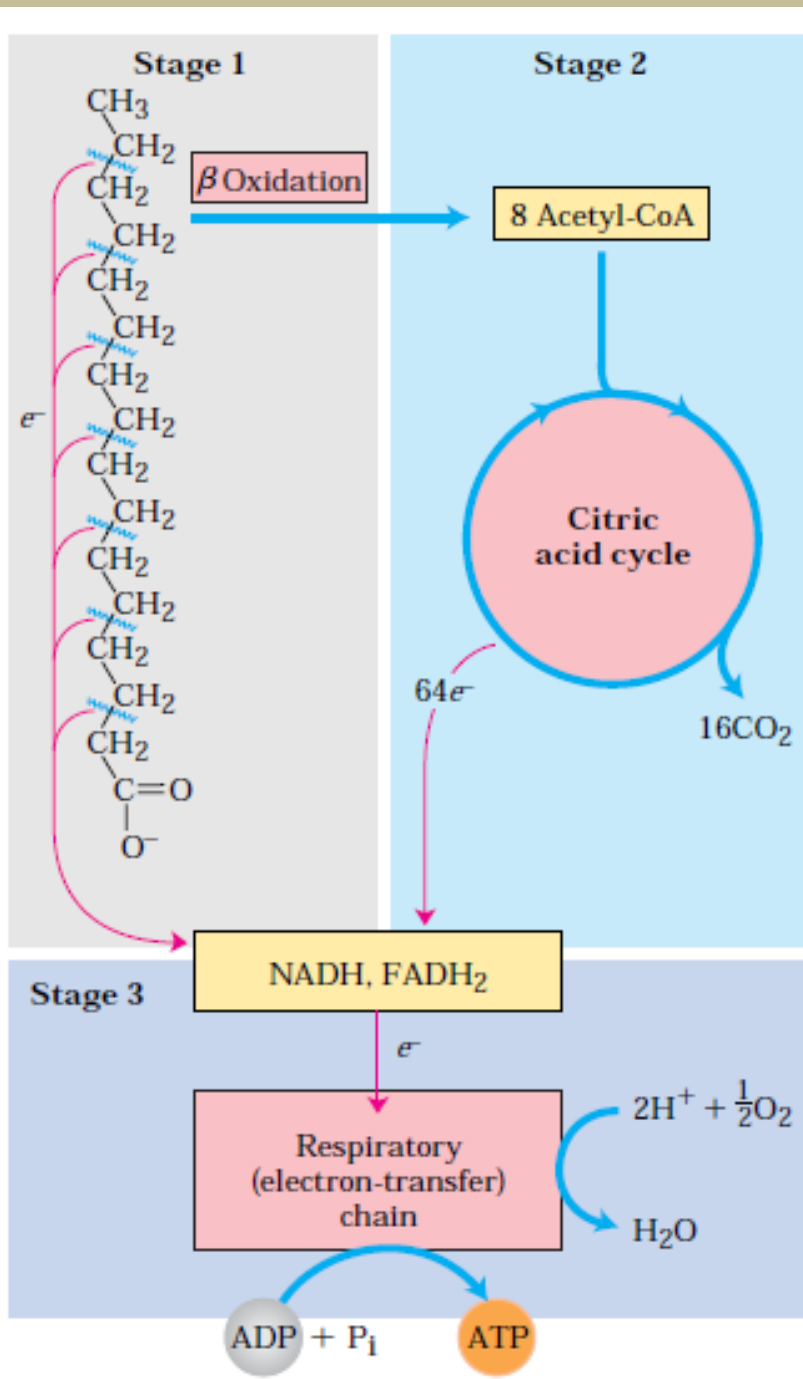 Stage 1
CH3
CH2
CH2
CH2
CH2
CH2
CH2
CH2
CH2
CH2
CH2
CH2
CH2
CH2
CH2
C=O
O⁻
e⁻
β Oxidation
Stage 2
8 Acetyl-CoA
Citric
acid cycle
64e⁻
16CO₂
Stage 3
NADH, FADH₂
e⁻
Respiratory
(electron-transfer)
chain
2H⁺ + ½O₂
H₂O
ADP + Pi
ATP